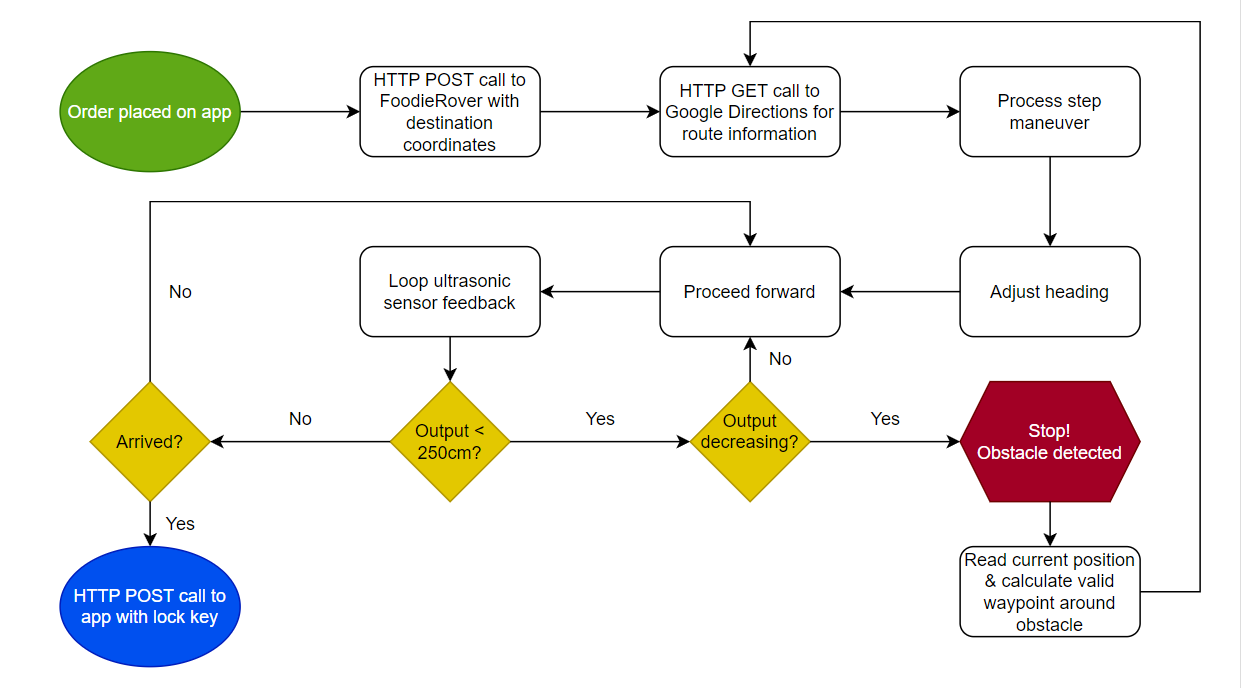 Order placed on app
HTTP POST call to
FoodieRover with
destination
coordinates
HTTP GET call to
Google Directions for
route information
Process step
maneuver
No
Loop ultrasonic
sensor feedback
Proceed forward
Adjust heading
No
Arrived?
No
Output <
250cm?
Yes
Output
decreasing?
Yes
Stop!
Obstacle detected
Yes
HTTP POST call to
app with lock key
Read current position
& calculate valid
waypoint around
obstacle